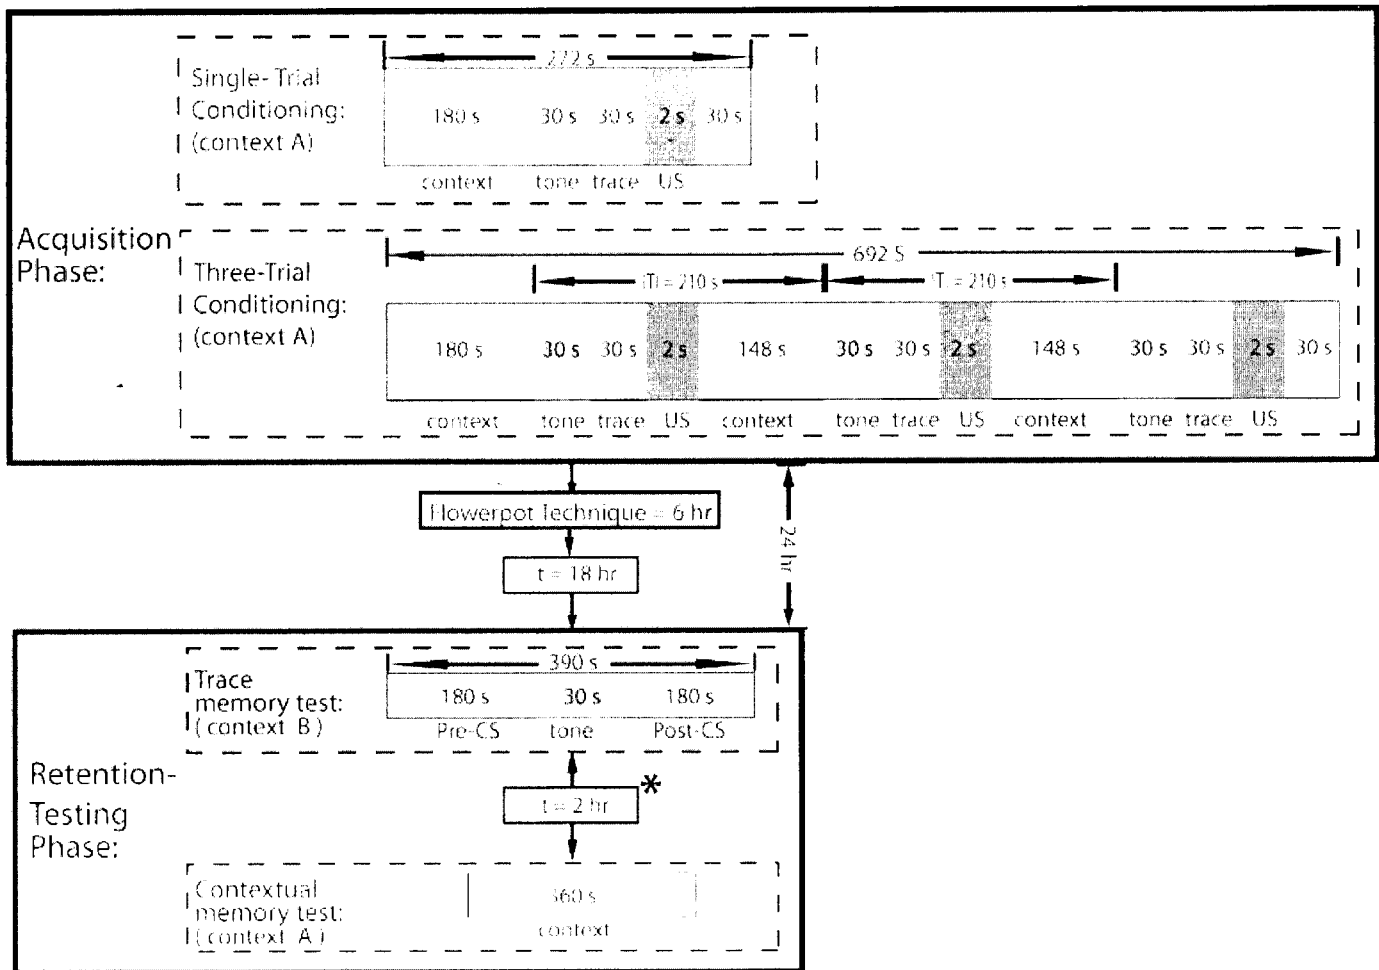 272 s
Single-Trial
Conditioning:
(context A)
180 s 30 s 30 s 2 s 30 s
context tone trace US
Acquisition
Phase:
692 S
ITI = 210 s
= 210 s
Three-Trial
Conditioning:
(context A)
180 s 30 s 30 s 2 s 148 s 30 s 30 s 2 s 148 s 30 s 30 s 2 s 30 s
context tone trace US context tone trace US context tone trace US
Flowerpot Technique = 6 hr
24 hr
t = 18 hr
390 s
Trace
memory test:
( context B )
180 s 30 s 180 s
Pre-CS tone Post-CS
Retention-
Testing
Phase:
t = 2 hr *
Contextual
memory test:
( context A )
360 s
context